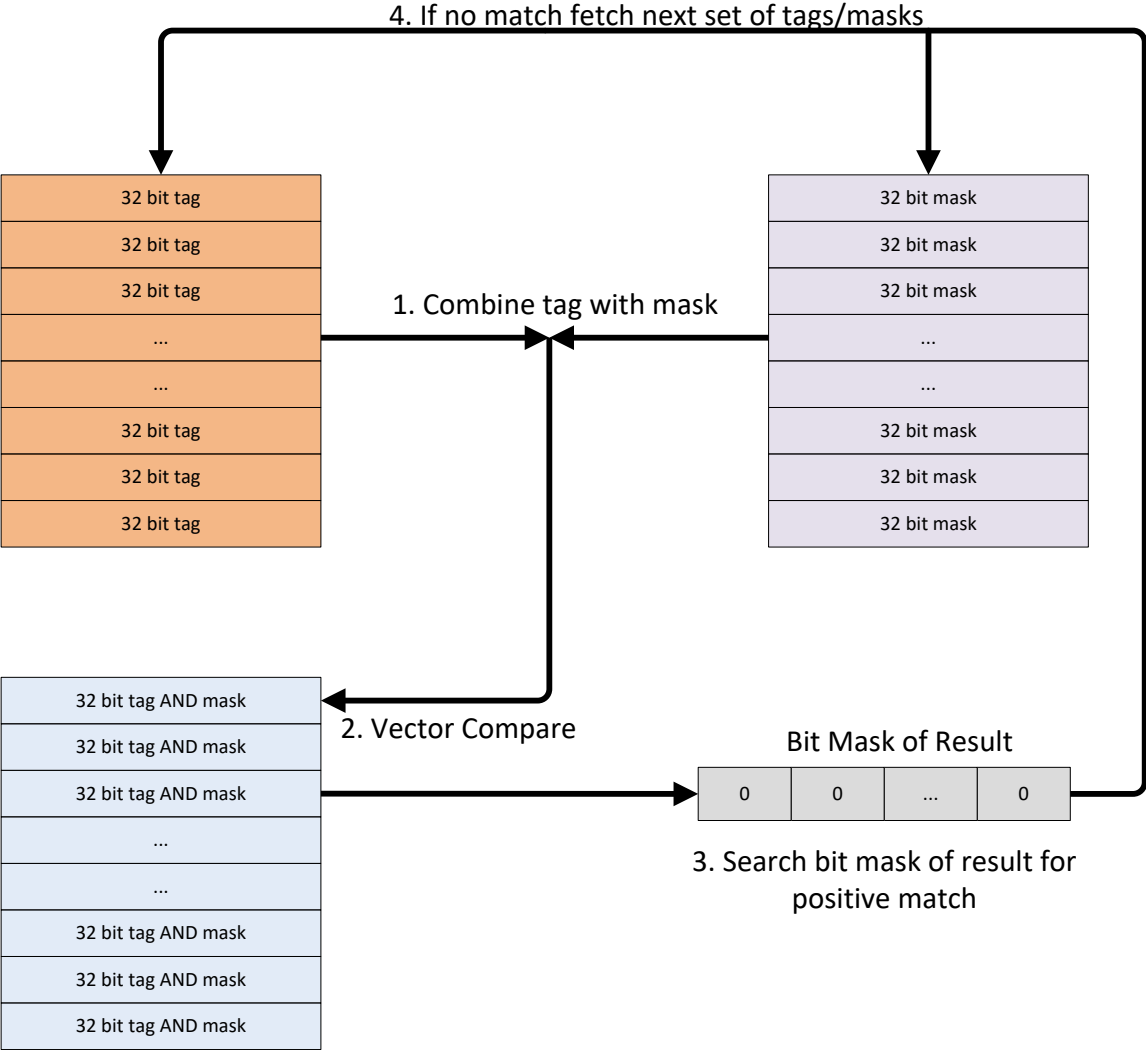 4. If no match fetch next set of tags/masks
32 bit tag
32 bit tag
32 bit tag
...
...
32 bit tag
32 bit tag
32 bit tag
1. Combine tag with mask
32 bit mask
32 bit mask
32 bit mask
...
...
32 bit mask
32 bit mask
32 bit mask
32 bit tag AND mask
32 bit tag AND mask
32 bit tag AND mask
...
...
32 bit tag AND mask
32 bit tag AND mask
32 bit tag AND mask
2. Vector Compare
Bit Mask of Result
0 0 ... 0
3. Search bit mask of result for
positive match